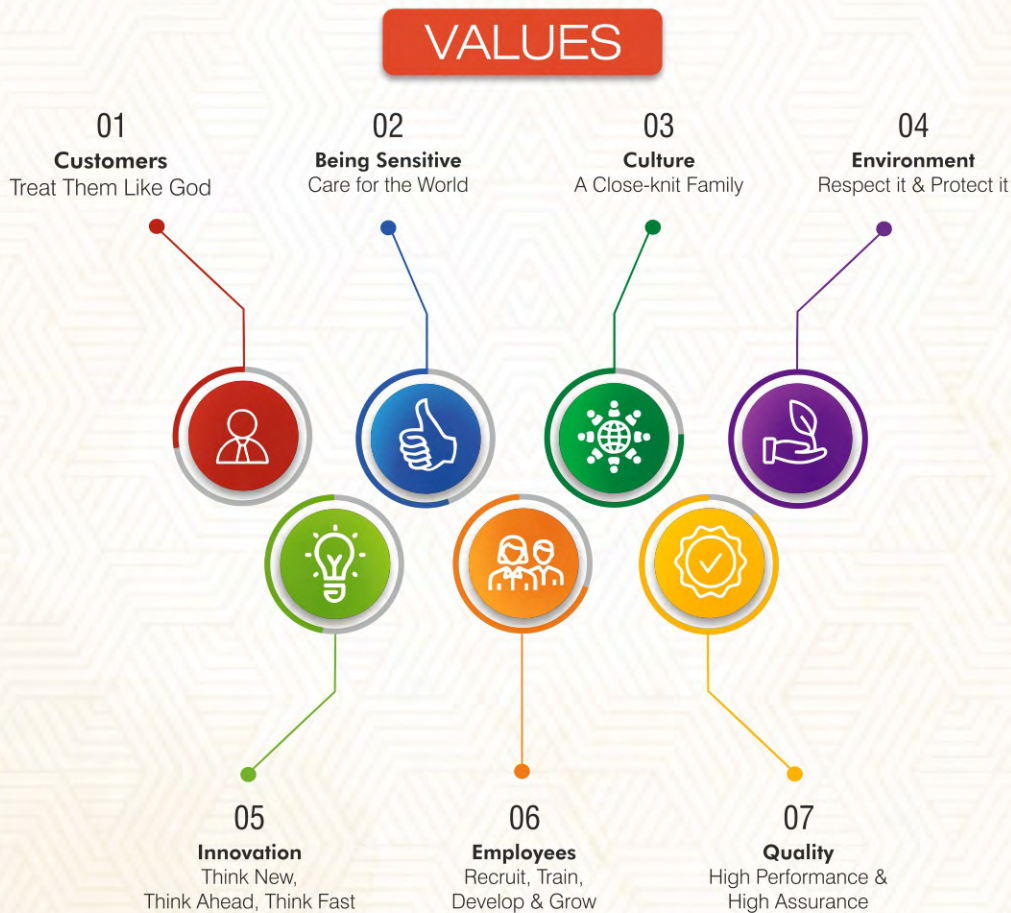 VALUES
01
Customers
Treat Them Like God
02
Being Sensitive
Care for the World
03
Culture
A Close-knit Family
04
Environment
Respect it & Protect it
05
Innovation
Think New,
Think Ahead, Think Fast
06
Employees
Recruit, Train,
Develop & Grow
07
Quality
High Performance &
High Assurance